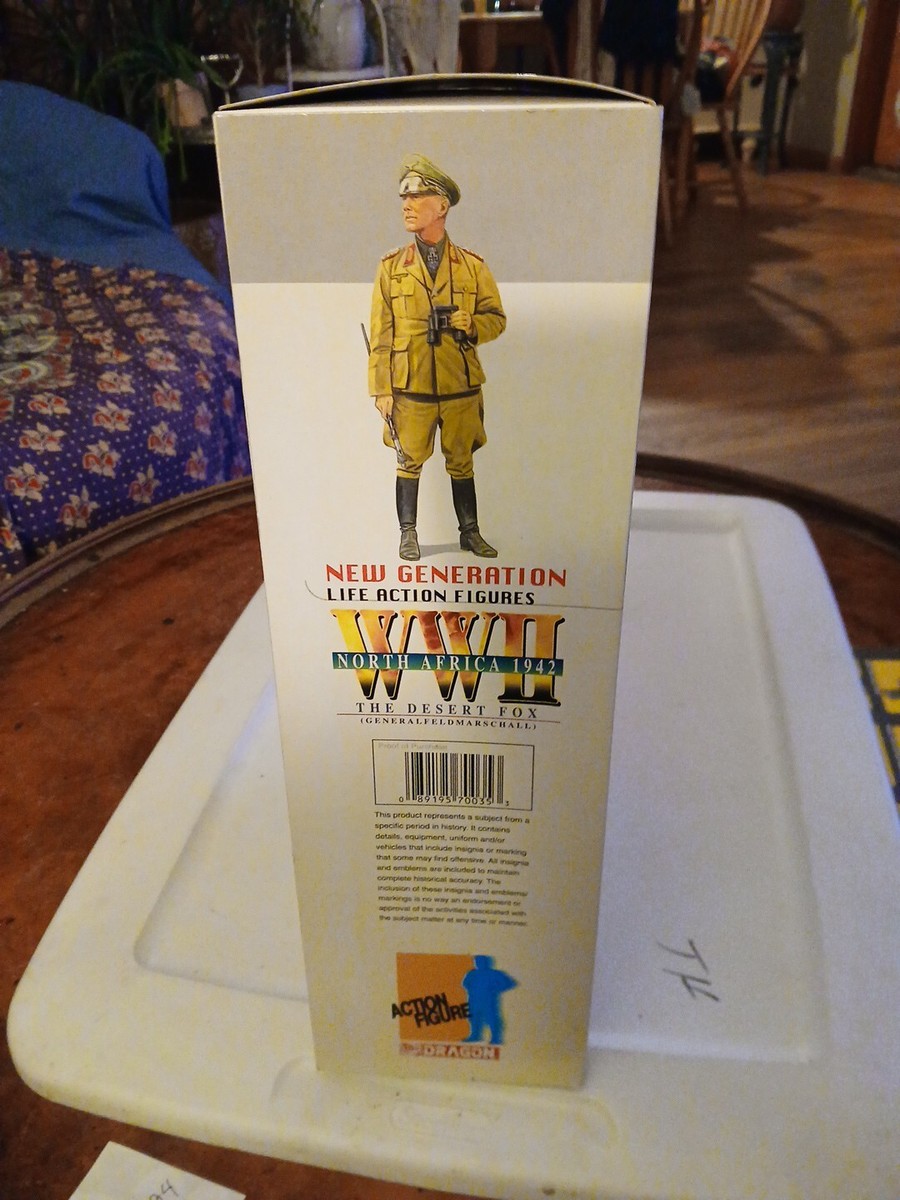 NEW GENERATION
LIFE ACTION FIGURES
WWII
NORTH AFRICA 1942
THE DESERT FOX
(GENERALFELDMARSCHALL)
Proof of Purchase
0 89195 70035 3
This product represents a subject from a
specific period in history. It contains
details, equipment, uniform and/or
vehicles that include insignia or marking
that some may find offensive. All insignia
and emblems are included to maintain
complete historical accuracy. The
inclusion of these insignia and emblems/
markings is no way an endorsement or
approval of the activities associated with
the subject matter at any time or manner.
ACTION
FIGURE
DRAGON